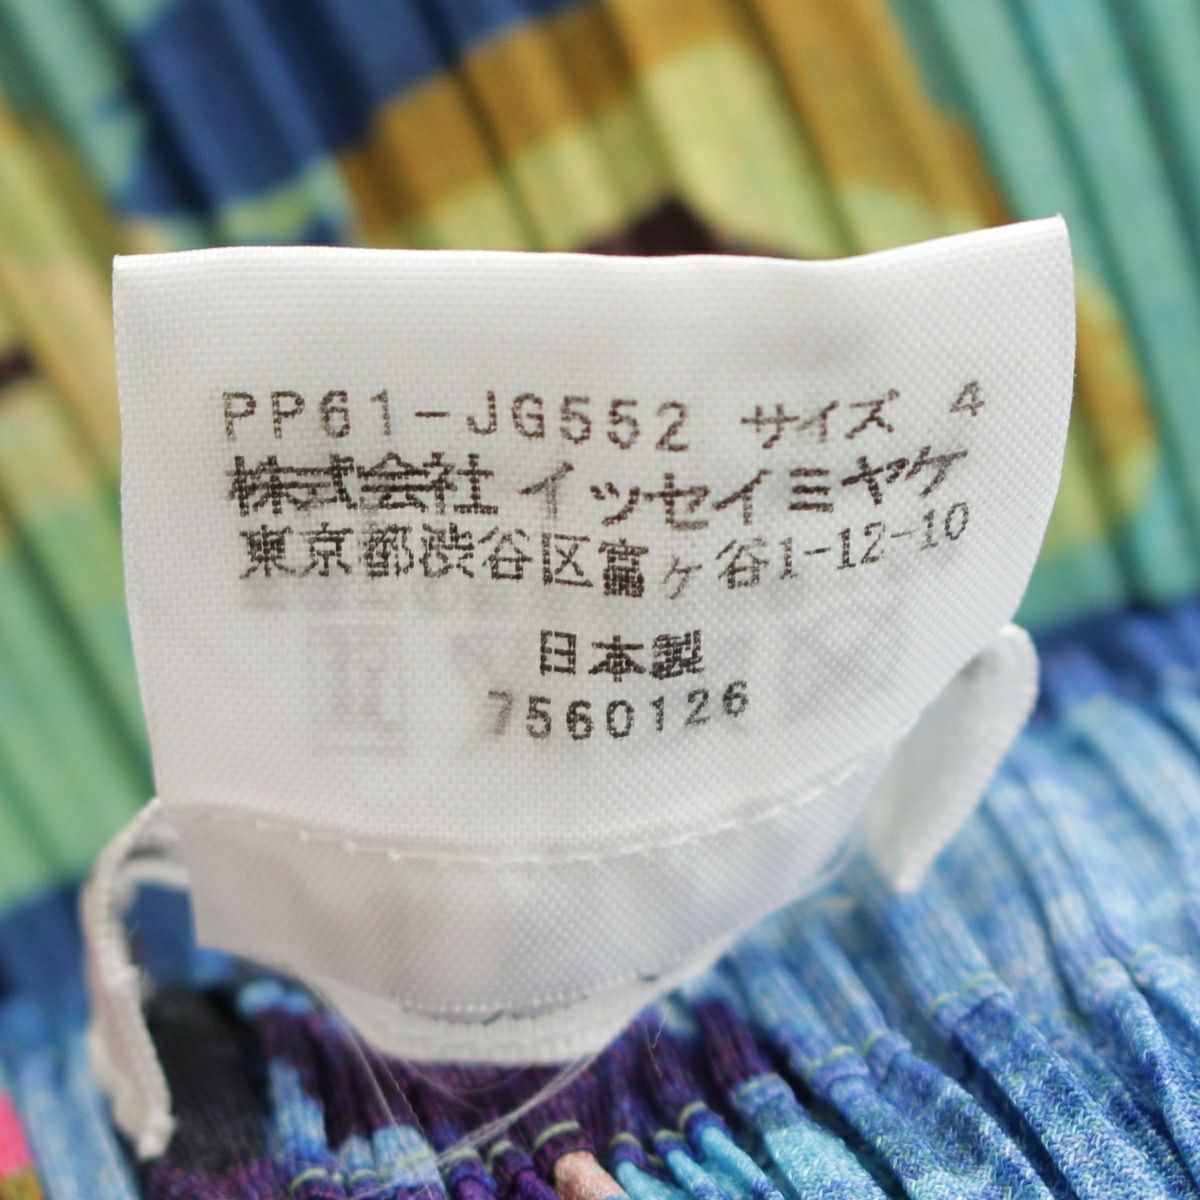 PP61-JG552 サイズ 4
株式会社 イッセイミヤケ
東京都渋谷区富ヶ谷1-12-10
日本製
7560126